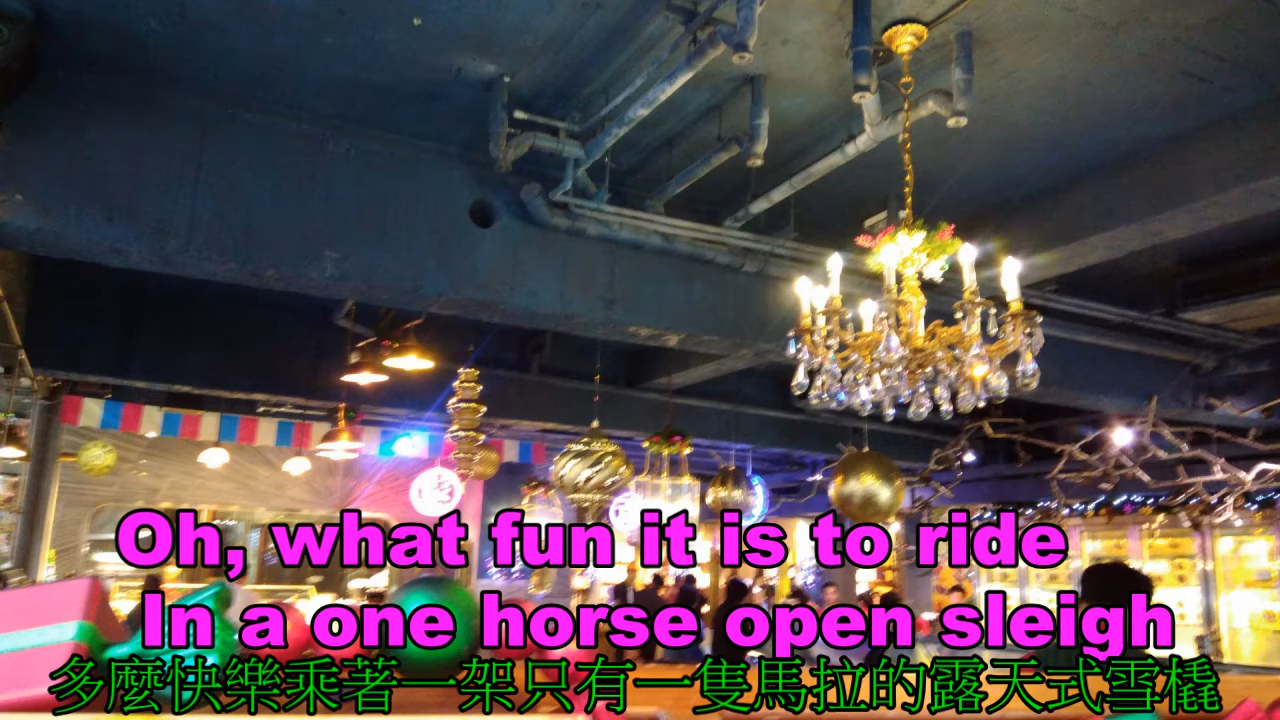 Oh, what fun it is to ride
In a one horse open sleigh
多麼快樂乘著一架只有一隻馬拉的露天式雪橇